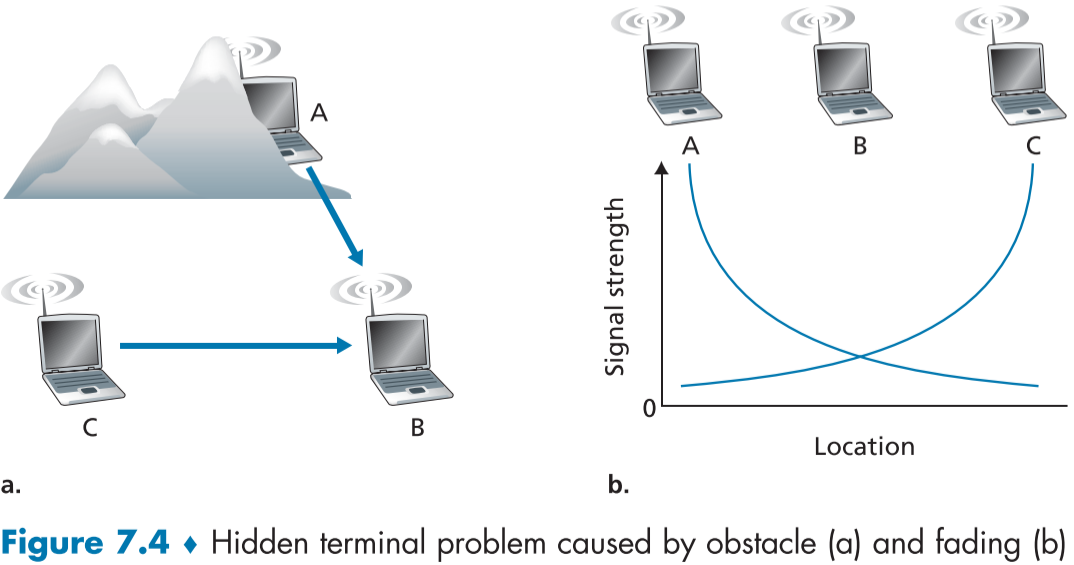 A
C
B
a.
A
B
C
Signal strength
0
Location
b.
Figure 7.4 ♦ Hidden terminal problem caused by obstacle (a) and fading (b)